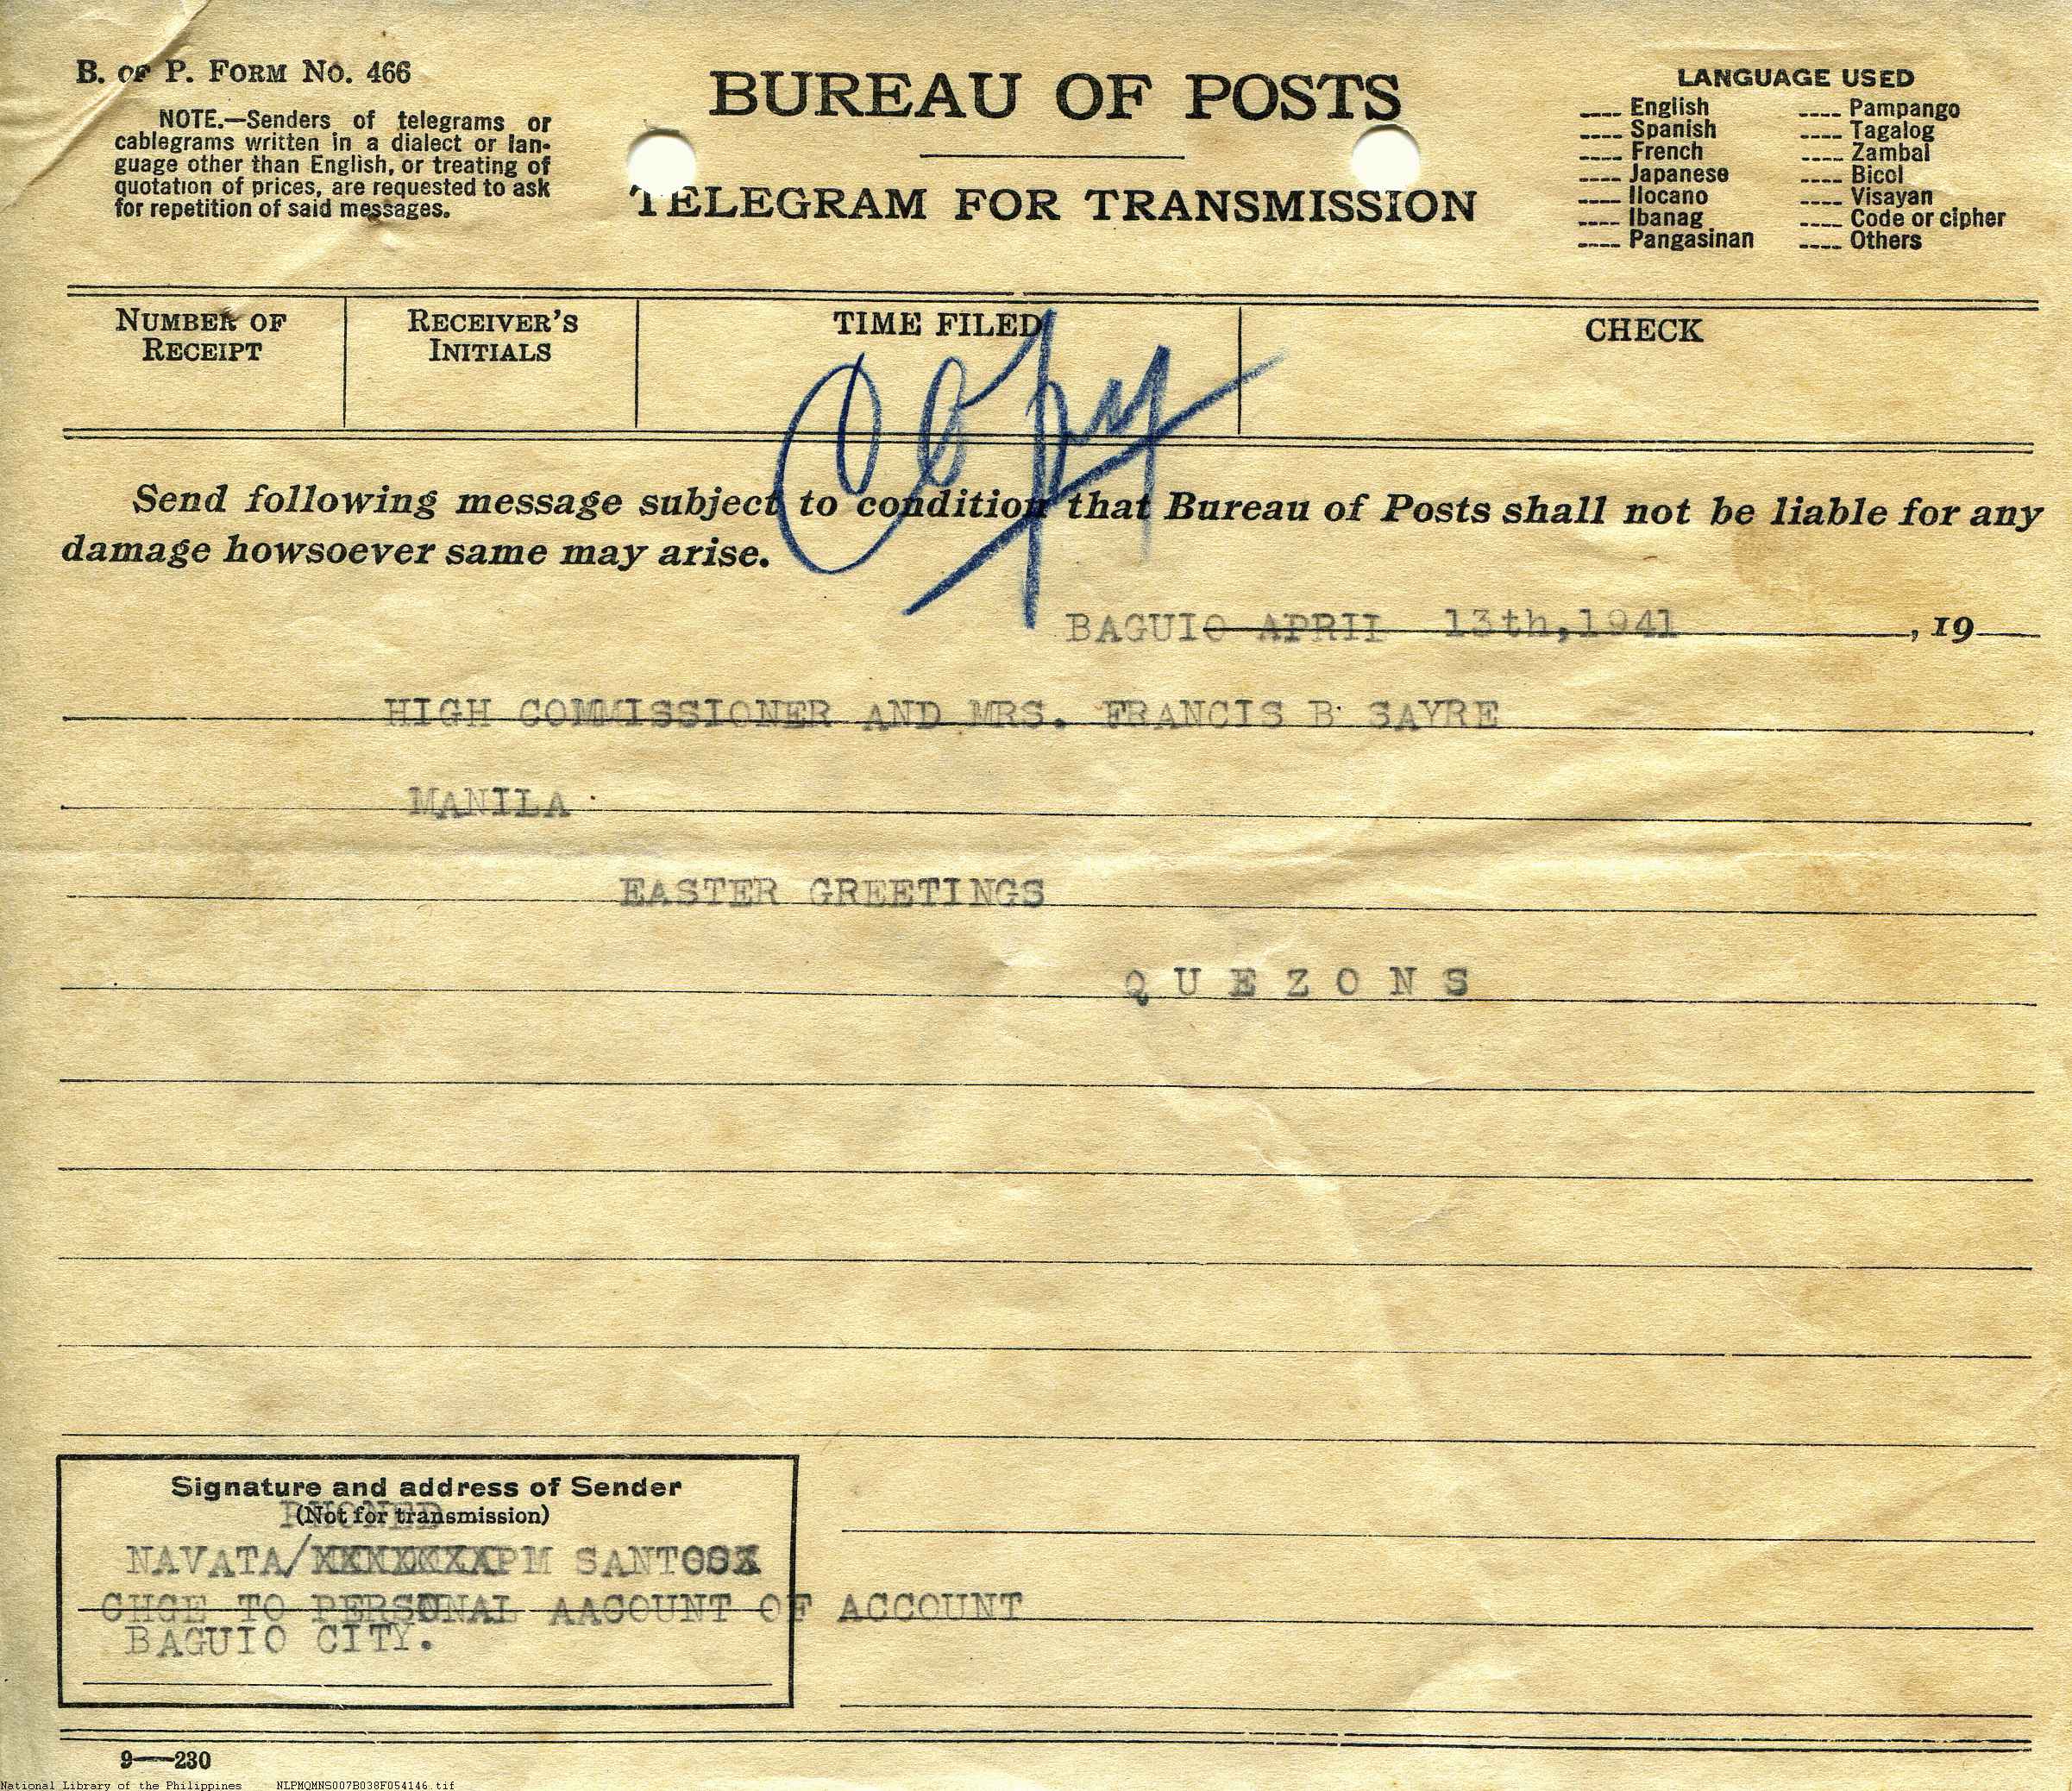 B. OF P. FORM NO. 466
NOTE.—Senders of telegrams or
cablegrams written in a dialect or lan-
guage other than English, or treating of
quotation of prices, are requested to ask
for repetition of said messages.
BUREAU OF POSTS
TELEGRAM FOR TRANSMISSION
LANGUAGE USED
---- English ---- Pampango
---- Spanish ---- Tagalog
---- French ---- Zambal
---- Japanese ---- Bicol
---- Ilocano ---- Visayan
---- Ibanag ---- Code or cipher
---- Pangasinan ---- Others
NUMBER OF RECEIPT
RECEIVER'S INITIALS
TIME FILED
CHECK
Copy
Send following message subject to condition that Bureau of Posts shall not be liable for any
damage howsoever same may arise.
BAGUIO APRIL 13th,1941 , 19
HIGH COMMISSIONER AND MRS. FRANCIS B SAYRE
MANILA
EASTER GREETINGS
Q U E Z O N S
Signature and address of Sender
(Not for transmission)
PHONED
NAVATA/ PM SANTOS
CHGE TO PERSONAL AACOUNT OF ACCOUNT
BAGUIO CITY.
9—230
National Library of the Philippines NLPMQMNS007B038F054146.tif